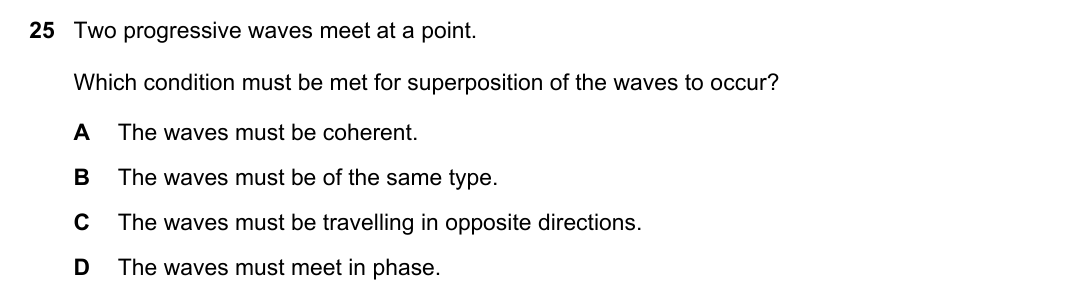 25 Two progressive waves meet at a point.
Which condition must be met for superposition of the waves to occur?
A The waves must be coherent.
B The waves must be of the same type.
C The waves must be travelling in opposite directions.
D The waves must meet in phase.